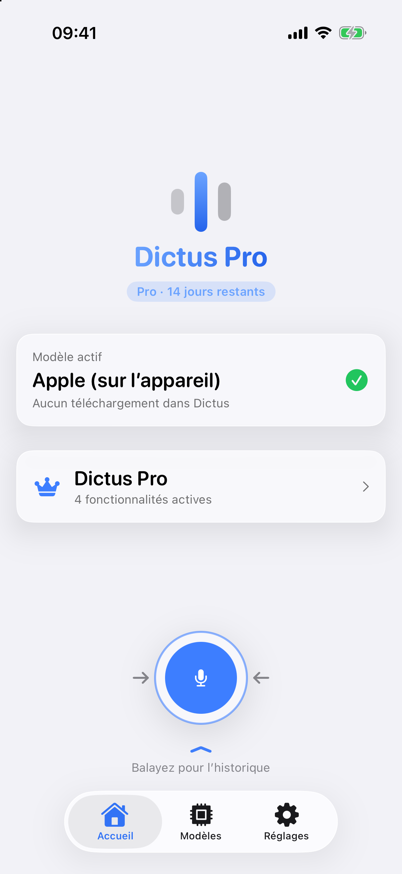 09:41
Dictus Pro
Pro · 14 jours restants
Modèle actif
Apple (sur l’appareil)
Aucun téléchargement dans Dictus
Dictus Pro
4 fonctionnalités actives
Balayez pour l’historique
Accueil
Modèles
Réglages